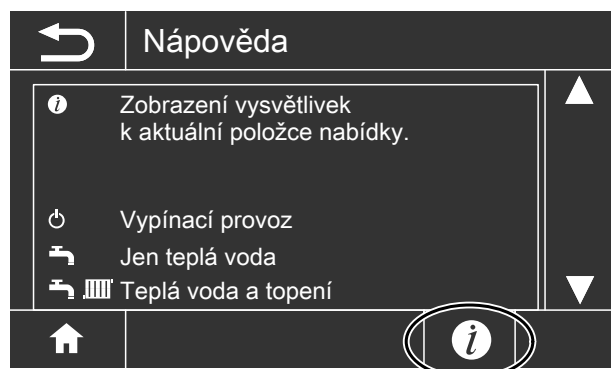 Nápověda
Zobrazení vysvětlivek
k aktuální položce nabídky.
Vypínací provoz
Jen teplá voda
Teplá voda a topení